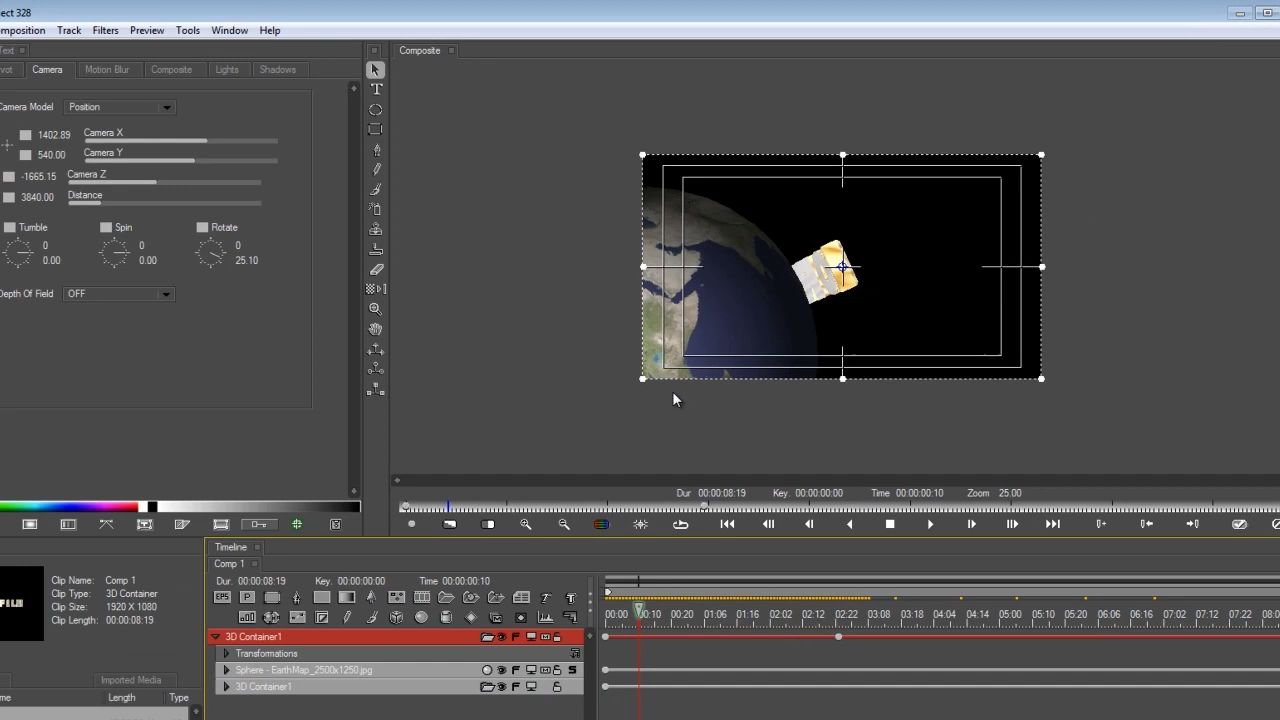 ect 328
omposition Track Filters Preview Tools Window Help
Text
vot Camera Motion Blur Composite Lights Shadows
Composite
Camera Model Position
1402.89 Camera X
540.00 Camera Y
-1665.15 Camera Z
3840.00 Distance
Tumble Spin Rotate
0 0 0
0.00 0.00 25.10
Depth Of Field OFF
Dur 00:00:08:19 Key. 00:00:00:00 Time 00:00:00:10 Zoom 25.00
Timeline
Comp 1
Clip Name: Comp 1
Clip Type: 3D Container
Clip Size: 1920 X 1080
Clip Length: 00:00:08:19
Dur. 00:00:08:19 Key. 00:00:00:00 Time 00:00:00:10
EPS P T T
00:00 00:10 00:20 01:06 01:16 02:02 02:12 02:22 03:08 03:18 04:04 04:14 05:00 05:10 05:20 06:06 06:16 07:02 07:12 07:22 08:0
3D Container1 F
Transformations
Sphere - EarthMap_2500x1250.jpg F S
3D Container1 F
Imported Media
me Length Type